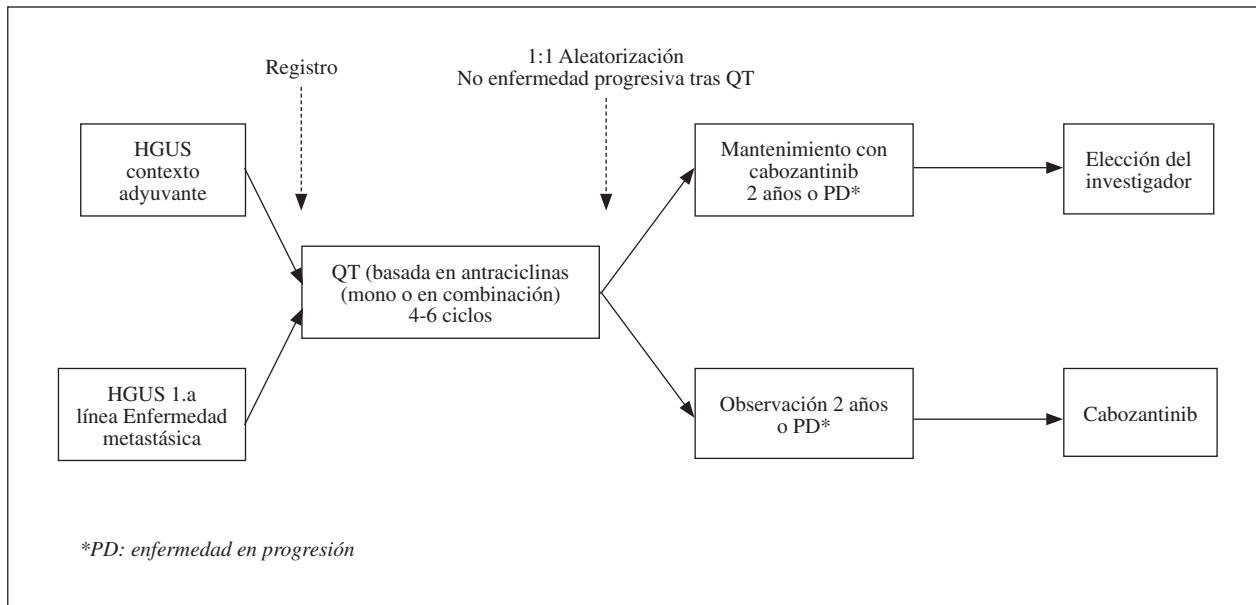 Registro
1:1 Aleatorización
No enfermedad progresiva tras QT
HGUS
contexto
adyuvante
HGUS 1.a
línea Enfermedad
metastásica
QT (basada en antraciclinas
(mono o en combinación)
4-6 ciclos
Mantenimiento con
cabozantinib
2 años o PD*
Elección del
investigador
Observación 2 años
o PD*
Cabozantinib
*PD: enfermedad en progresión